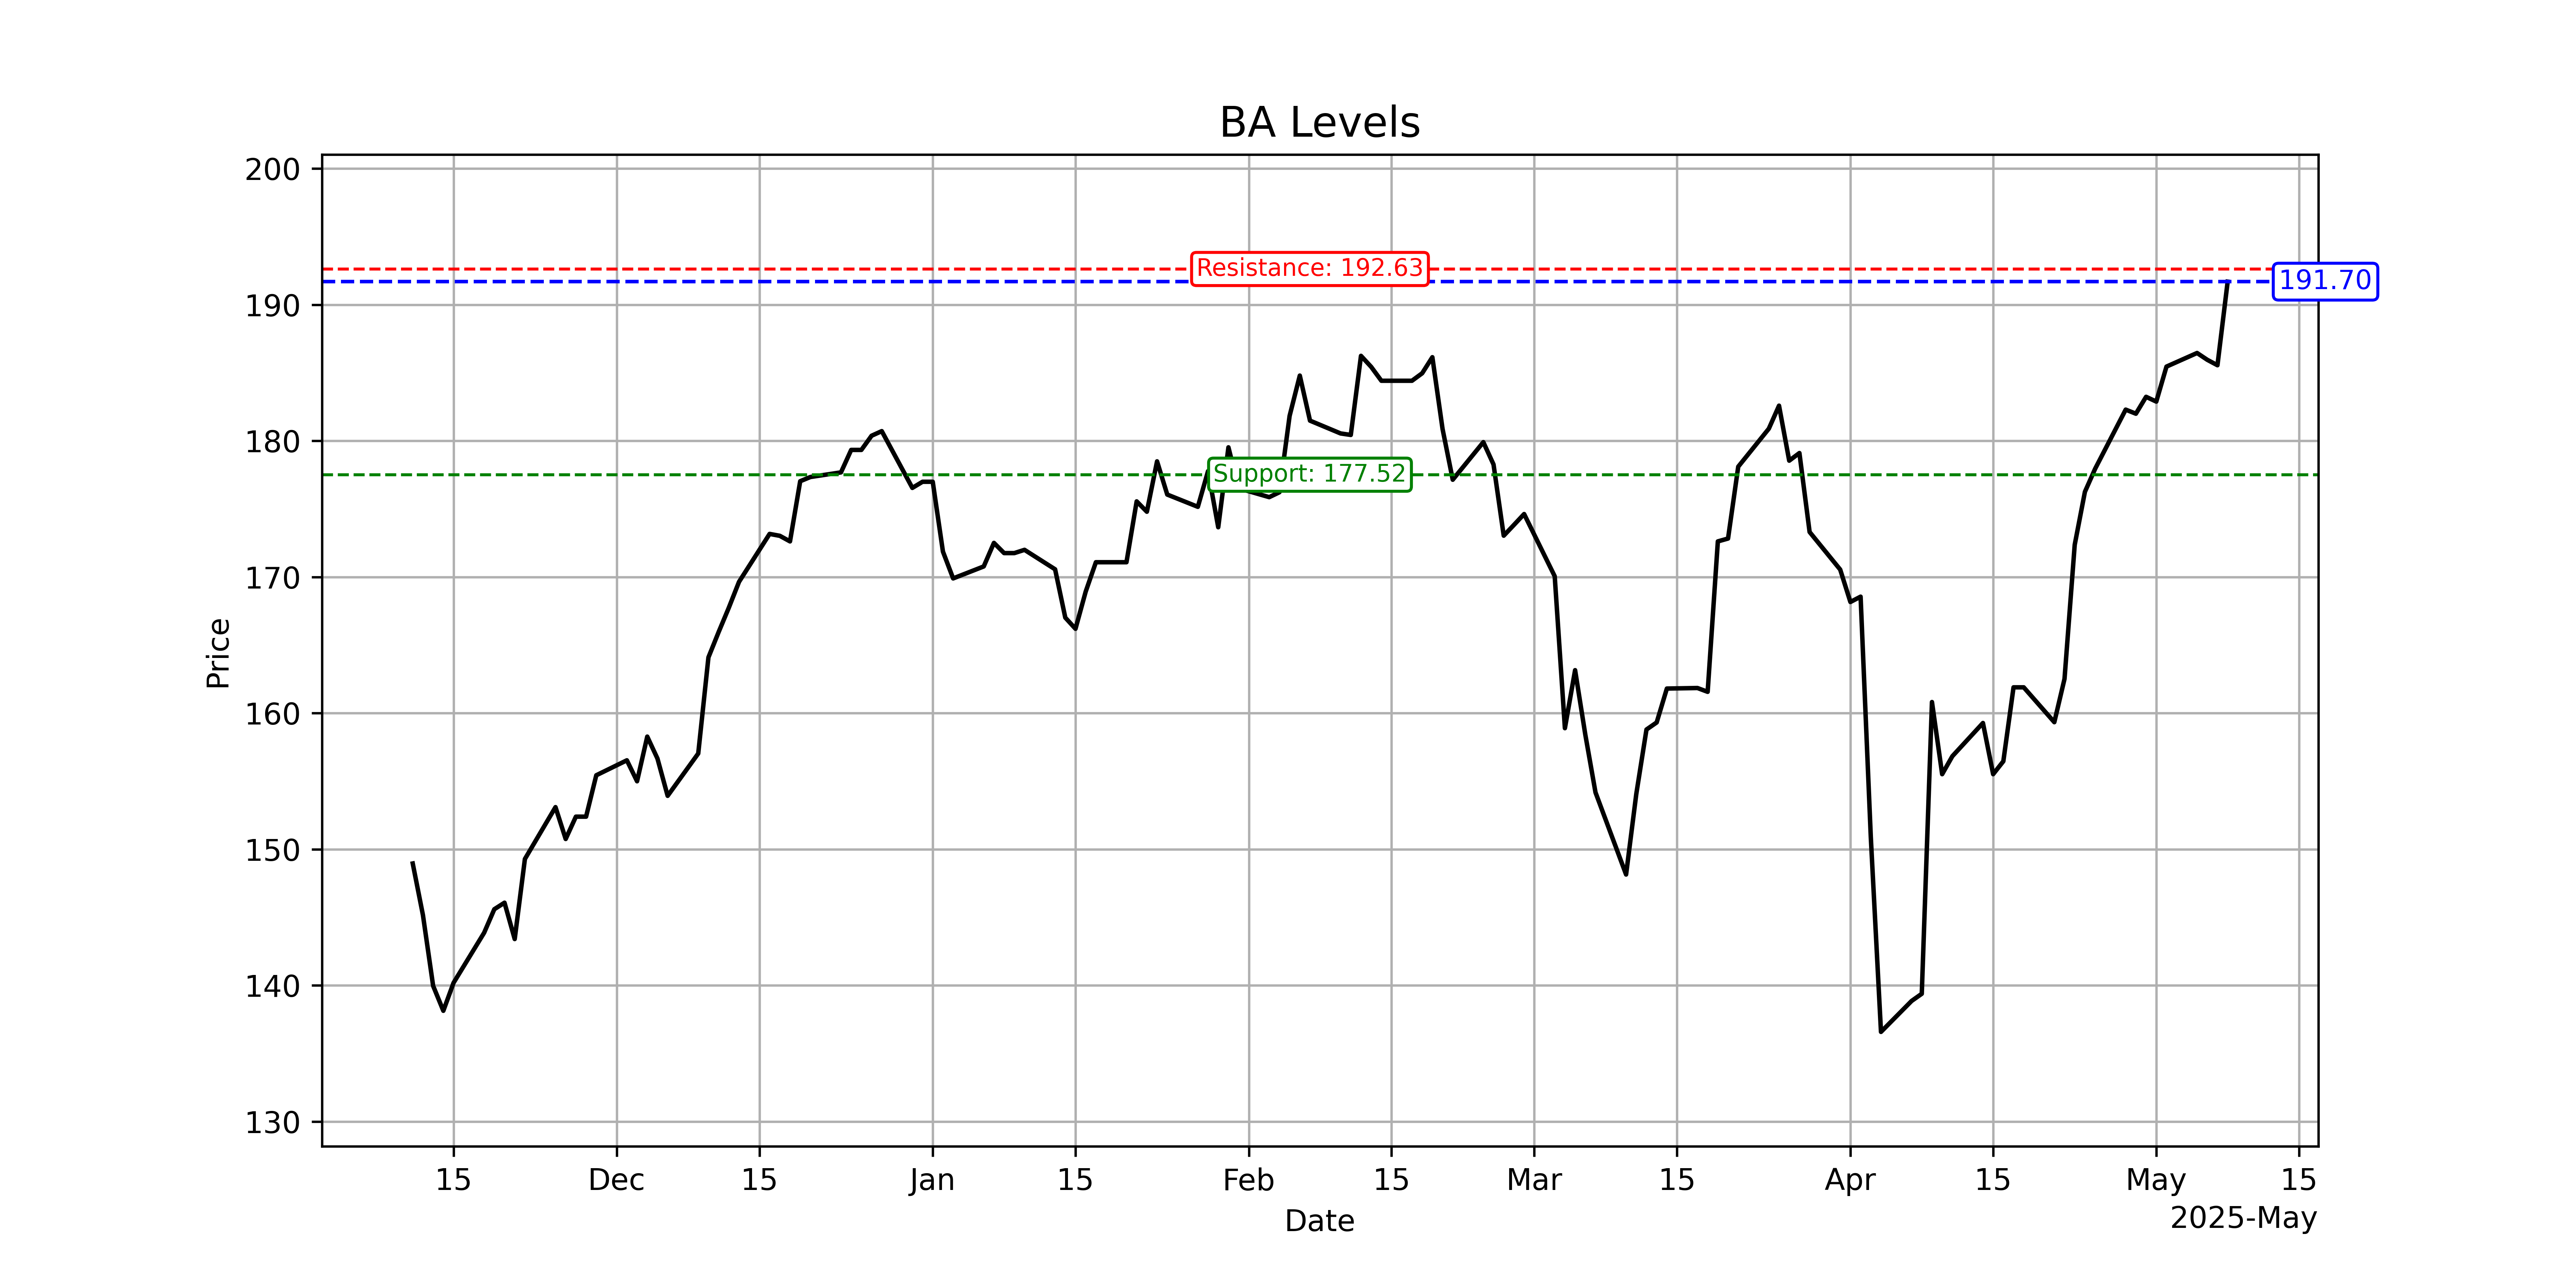 BA Levels
200
190
180
170
160
150
140
130
Price
Resistance: 192.63
191.70
Support: 177.52
15 Dec 15 Jan 15 Feb 15 Mar 15 Apr 15 May 15
2025-May
Date